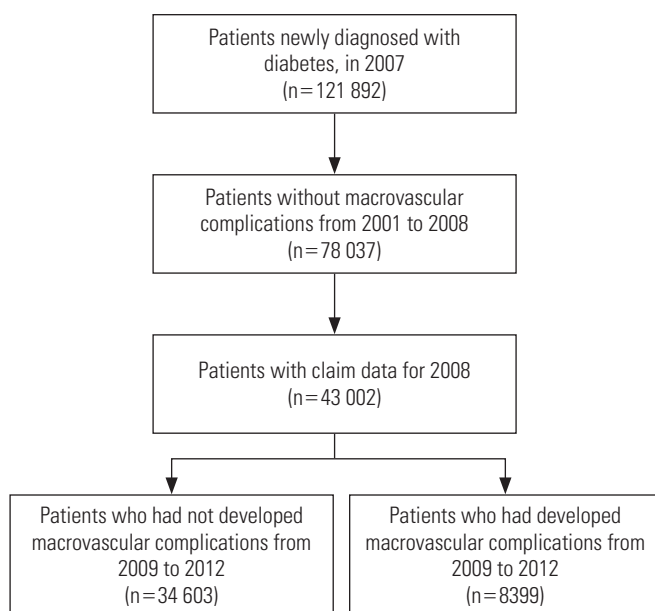 Patients newly diagnosed with
diabetes, in 2007
(n=121 892)
Patients without macrovascular
complications from 2001 to 2008
(n=78 037)
Patients with claim data for 2008
(n=43 002)
Patients who had not developed
macrovascular complications from
2009 to 2012
(n=34 603)
Patients who had developed
macrovascular complications from
2009 to 2012
(n=8399)